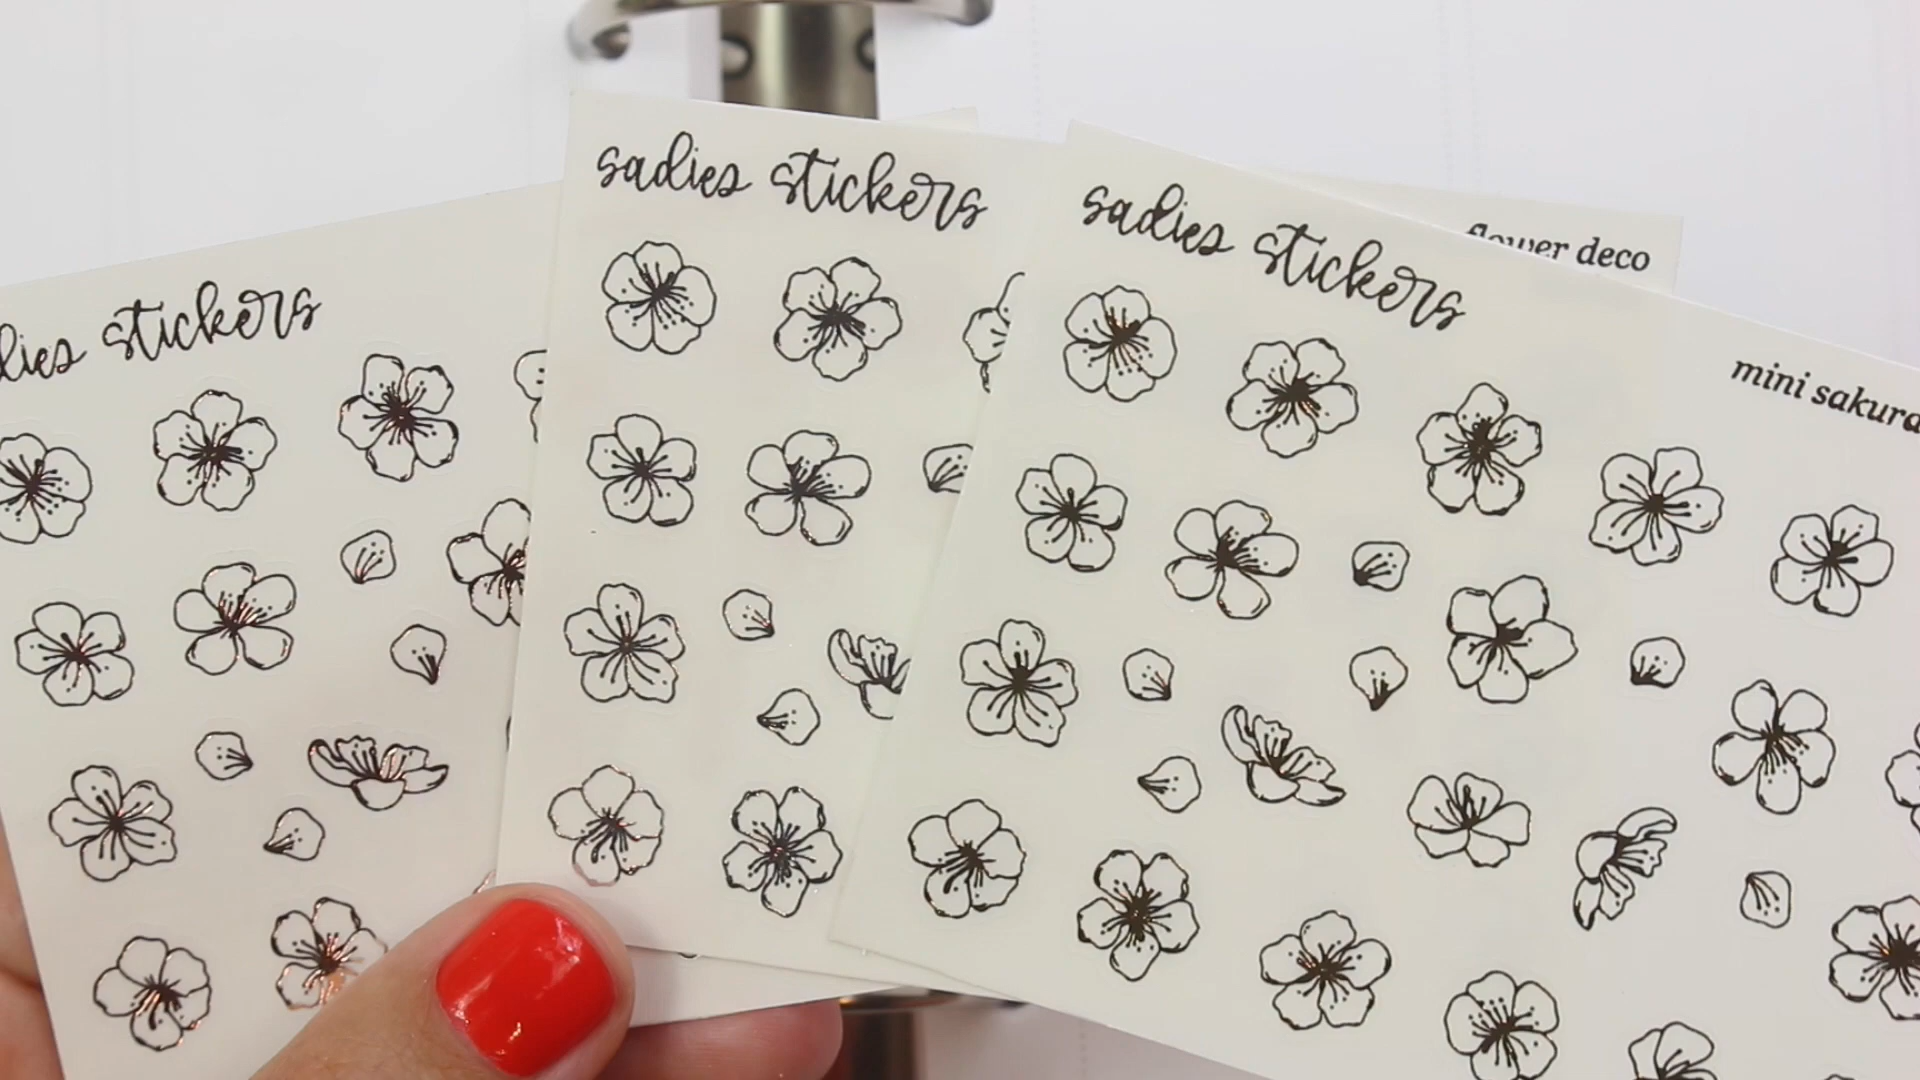 dies stickers
sadies stickers
sadies stickers
flower deco
mini sakura